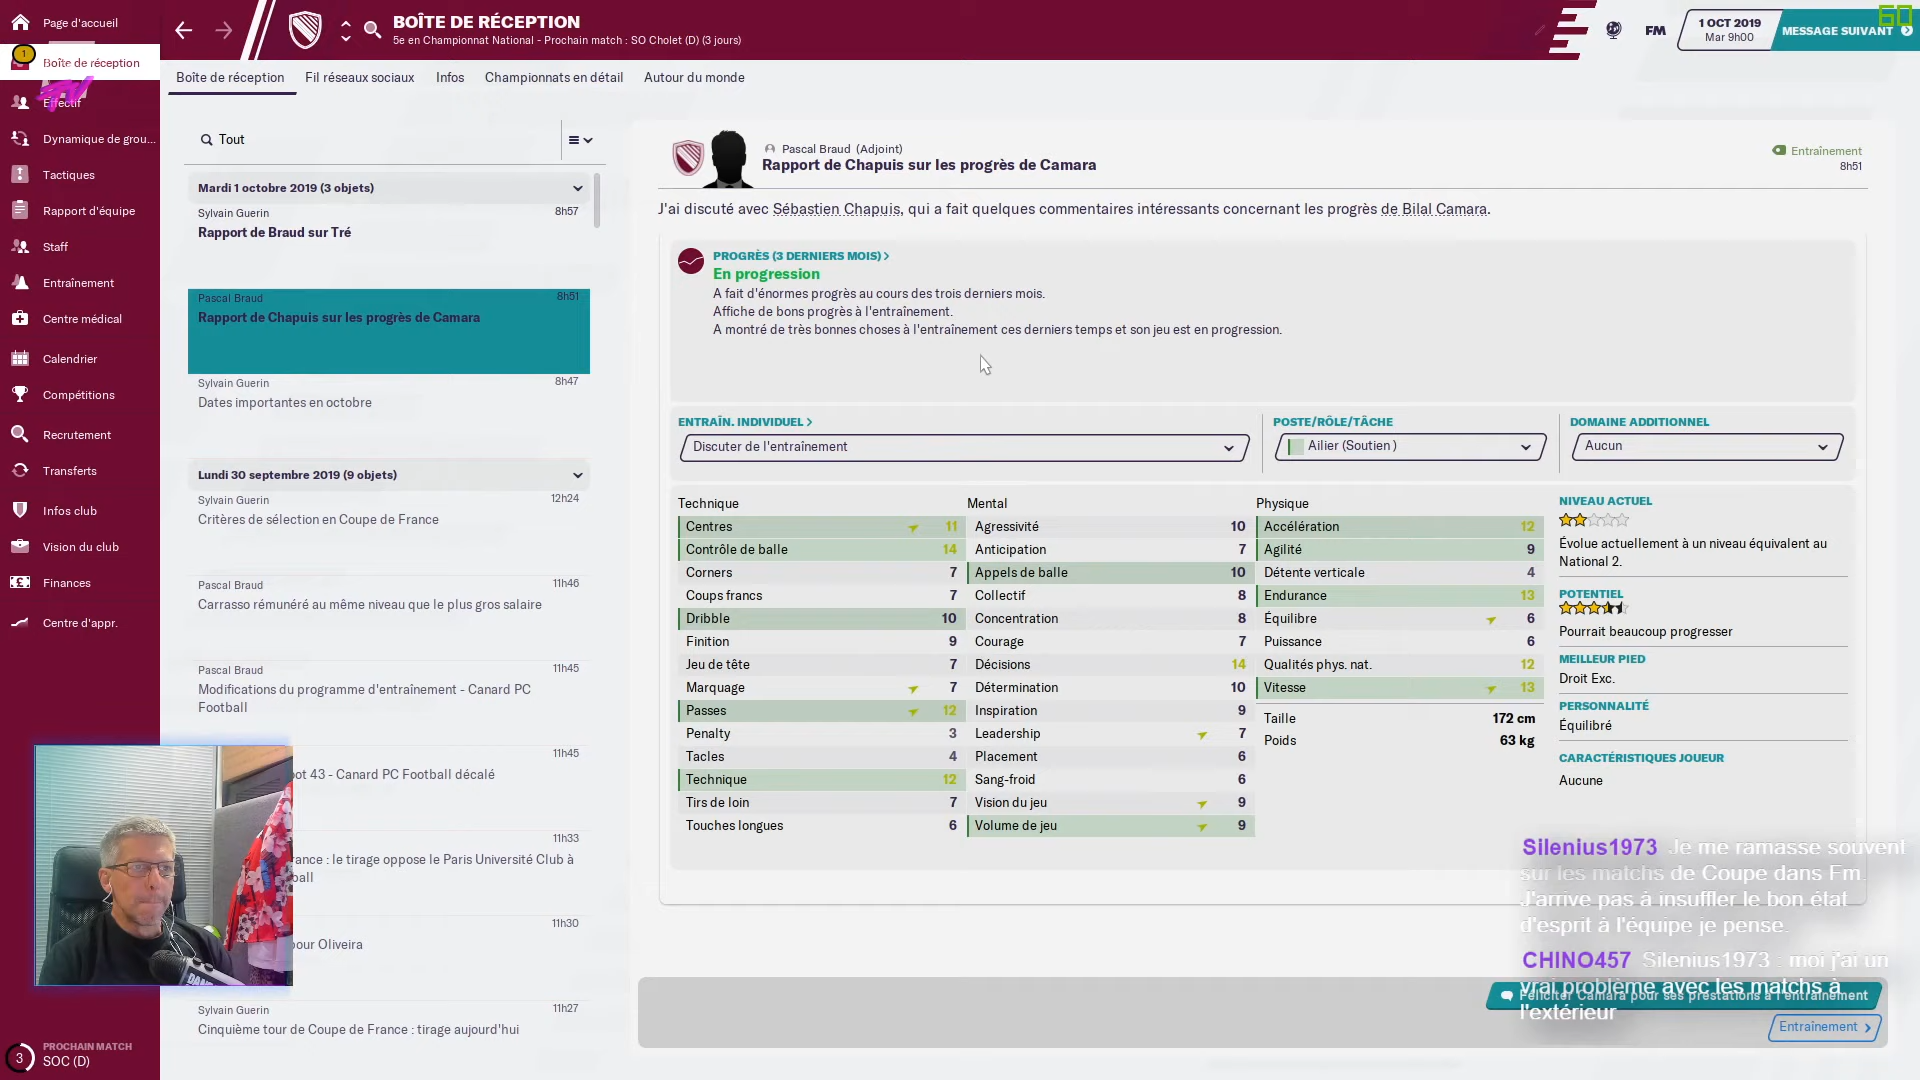 Page d'accueil
1
Boîte de réception
Effectif
Dynamique de grou...
Tactiques
Rapport d'équipe
Staff
Entraînement
Centre médical
Calendrier
Compétitions
Recrutement
Transferts
Infos club
Vision du club
Finances
Centre d'appr.
3
PROCHAIN MATCH
SOC (D)
BOÎTE DE RÉCEPTION
5e en Championnat National - Prochain match : SO Cholet (D) (3 jours)
FM
1 OCT 2019
Mar 9h00
MESSAGE SUIVANT
60
Boîte de réception
Fil réseaux sociaux
Infos
Championnats en détail
Autour du monde
Tout
Mardi 1 octobre 2019 (3 objets)
Sylvain Guerin 8h57
Rapport de Braud sur Tré
Pascal Braud 8h51
Rapport de Chapuis sur les progrès de Camara
Sylvain Guerin 8h47
Dates importantes en octobre
Lundi 30 septembre 2019 (9 objets)
Sylvain Guerin 12h24
Critères de sélection en Coupe de France
Pascal Braud 11h46
Carrasso rémunéré au même niveau que le plus gros salaire
Pascal Braud 11h45
Modifications du programme d'entraînement - Canard PC
Football
11h45
oot 43 - Canard PC Football décalé
11h33
rance : le tirage oppose le Paris Université Club à
ball
11h30
pour Oliveira
Sylvain Guerin 11h27
Cinquième tour de Coupe de France : tirage aujourd'hui
Pascal Braud (Adjoint)
Rapport de Chapuis sur les progrès de Camara
Entraînement
8h51
J'ai discuté avec Sébastien Chapuis, qui a fait quelques commentaires intéressants concernant les progrès de Bilal Camara.
PROGRÈS (3 DERNIERS MOIS) >
En progression
A fait d'énormes progrès au cours des trois derniers mois.
Affiche de bons progrès à l'entraînement.
A montré de très bonnes choses à l'entraînement ces derniers temps et son jeu est en progression.
ENTRAÎN. INDIVIDUEL >
Discuter de l'entraînement
POSTE/RÔLE/TÂCHE
Ailier (Soutien )
DOMAINE ADDITIONNEL
Aucun
Technique
Centres 11
Contrôle de balle 14
Corners 7
Coups francs 7
Dribble 10
Finition 9
Jeu de tête 7
Marquage 7
Passes 12
Penalty 3
Tacles 4
Technique 12
Tirs de loin 7
Touches longues 6
Mental
Agressivité 10
Anticipation 7
Appels de balle 10
Collectif 8
Concentration 8
Courage 7
Décisions 14
Détermination 10
Inspiration 9
Leadership 7
Placement 6
Sang-froid 6
Vision du jeu 9
Volume de jeu 9
Physique
Accélération 12
Agilité 9
Détente verticale 4
Endurance 13
Équilibre 6
Puissance 6
Qualités phys. nat. 12
Vitesse 13
Taille 172 cm
Poids 63 kg
NIVEAU ACTUEL
Évolue actuellement à un niveau équivalent au
National 2.
POTENTIEL
Pourrait beaucoup progresser
MEILLEUR PIED
Droit Exc.
PERSONNALITÉ
Équilibré
CARACTÉRISTIQUES JOUEUR
Aucune
Silenius1973 Je me ramasse souvent
sur les matchs de Coupe dans Fm.
J'arrive pas à insuffler le bon état
d'esprit à l'équipe je pense.
CHINO457 Silenius1973 : moi j'ai un
vrai problème avec les matchs à
l'extérieur
Féliciter Camara pour ses prestations à l'entraînement
Entraînement >